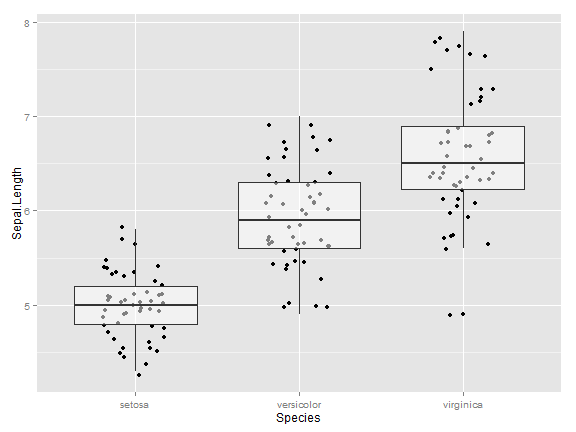 8
7
6
5
Sepal.Length
setosa
versicolor
virginica
Species